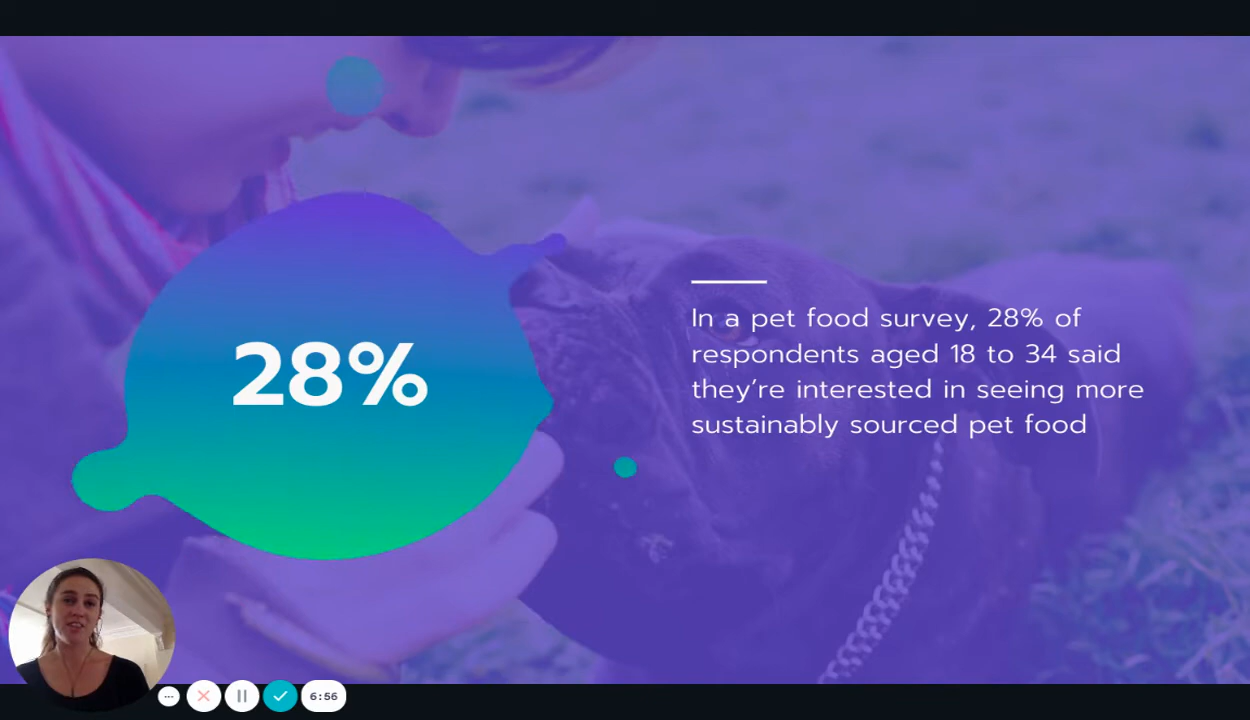 28%
In a pet food survey, 28% of
respondents aged 18 to 34 said
they're interested in seeing more
sustainably sourced pet food
6:56